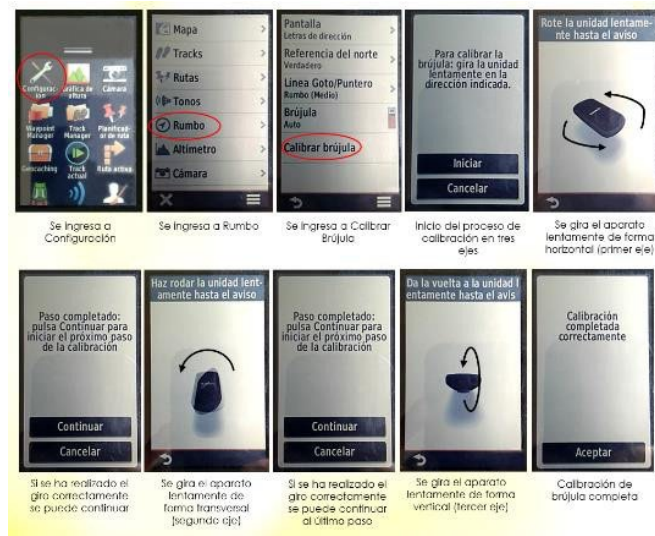 Configurac-
ión
Gráfica de
altura
Cámara
Waypoint
Manager
Track
Manager
Planificad-
or de ruta
Geocaching
Track
actual
Ruta activa
Se ingresa a
Configuración
Mapa
Tracks
Rutas
Tonos
Rumbo
Altímetro
Cámara
Se ingresa a Rumbo
Pantalla
Letras de dirección
Referencia del norte
Verdadero
Línea Goto/Puntero
Rumbo (Medio)
Brújula
Auto
Calibrar brújula
Se ingresa a Calibrar
Brújula
Para calibrar la
brújula: gira la unidad
lentamente en la
dirección indicada.
Iniciar
Cancelar
Inicio del proceso de
calibración en tres
ejes
Rote la unidad lentame-
nte hasta el aviso
Se gira el aparato
lentamente de forma
horizontal (primer eje)
Paso completado:
pulsa Continuar para
iniciar el próximo paso
de la calibración
Continuar
Cancelar
Si se ha realizado el
giro correctamente
se puede continuar
Haz rodar la unidad lent-
amente hasta el aviso
Se gira el aparato
lentamente de
forma transversal
(segundo eje)
Paso completado:
pulsa Continuar para
iniciar el próximo paso
de la calibración
Continuar
Cancelar
Si se ha realizado el
giro correctamente
se puede continuar
al último paso
Da la vuelta a la unidad l
entamente hasta el avis
Se gira el aparato
lentamente de forma
vertical (tercer eje)
Calibración
completada
correctamente
Aceptar
Calibración de
brújula completa